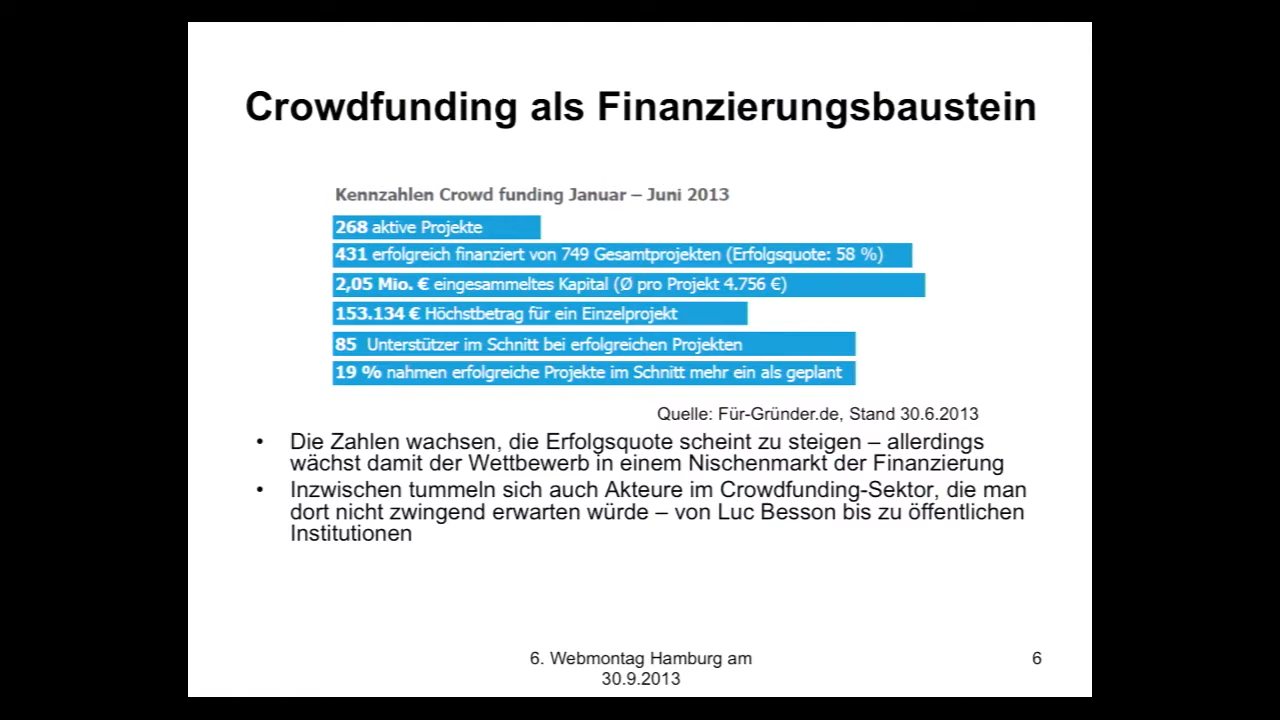 Crowdfunding als Finanzierungsbaustein
Kennzahlen Crowd funding Januar – Juni 2013
268 aktive Projekte
431 erfolgreich finanziert von 749 Gesamtprojekten (Erfolgsquote: 58 %)
2,05 Mio. € eingesammeltes Kapital (Ø pro Projekt 4.756 €)
153.134 € Höchstbetrag für ein Einzelprojekt
85 Unterstützer im Schnitt bei erfolgreichen Projekten
19 % nahmen erfolgreiche Projekte im Schnitt mehr ein als geplant
Quelle: Für-Gründer.de, Stand 30.6.2013
• Die Zahlen wachsen, die Erfolgsquote scheint zu steigen – allerdings
wächst damit der Wettbewerb in einem Nischenmarkt der Finanzierung
• Inzwischen tummeln sich auch Akteure im Crowdfunding-Sektor, die man
dort nicht zwingend erwarten würde – von Luc Besson bis zu öffentlichen
Institutionen
6. Webmontag Hamburg am
30.9.2013
6